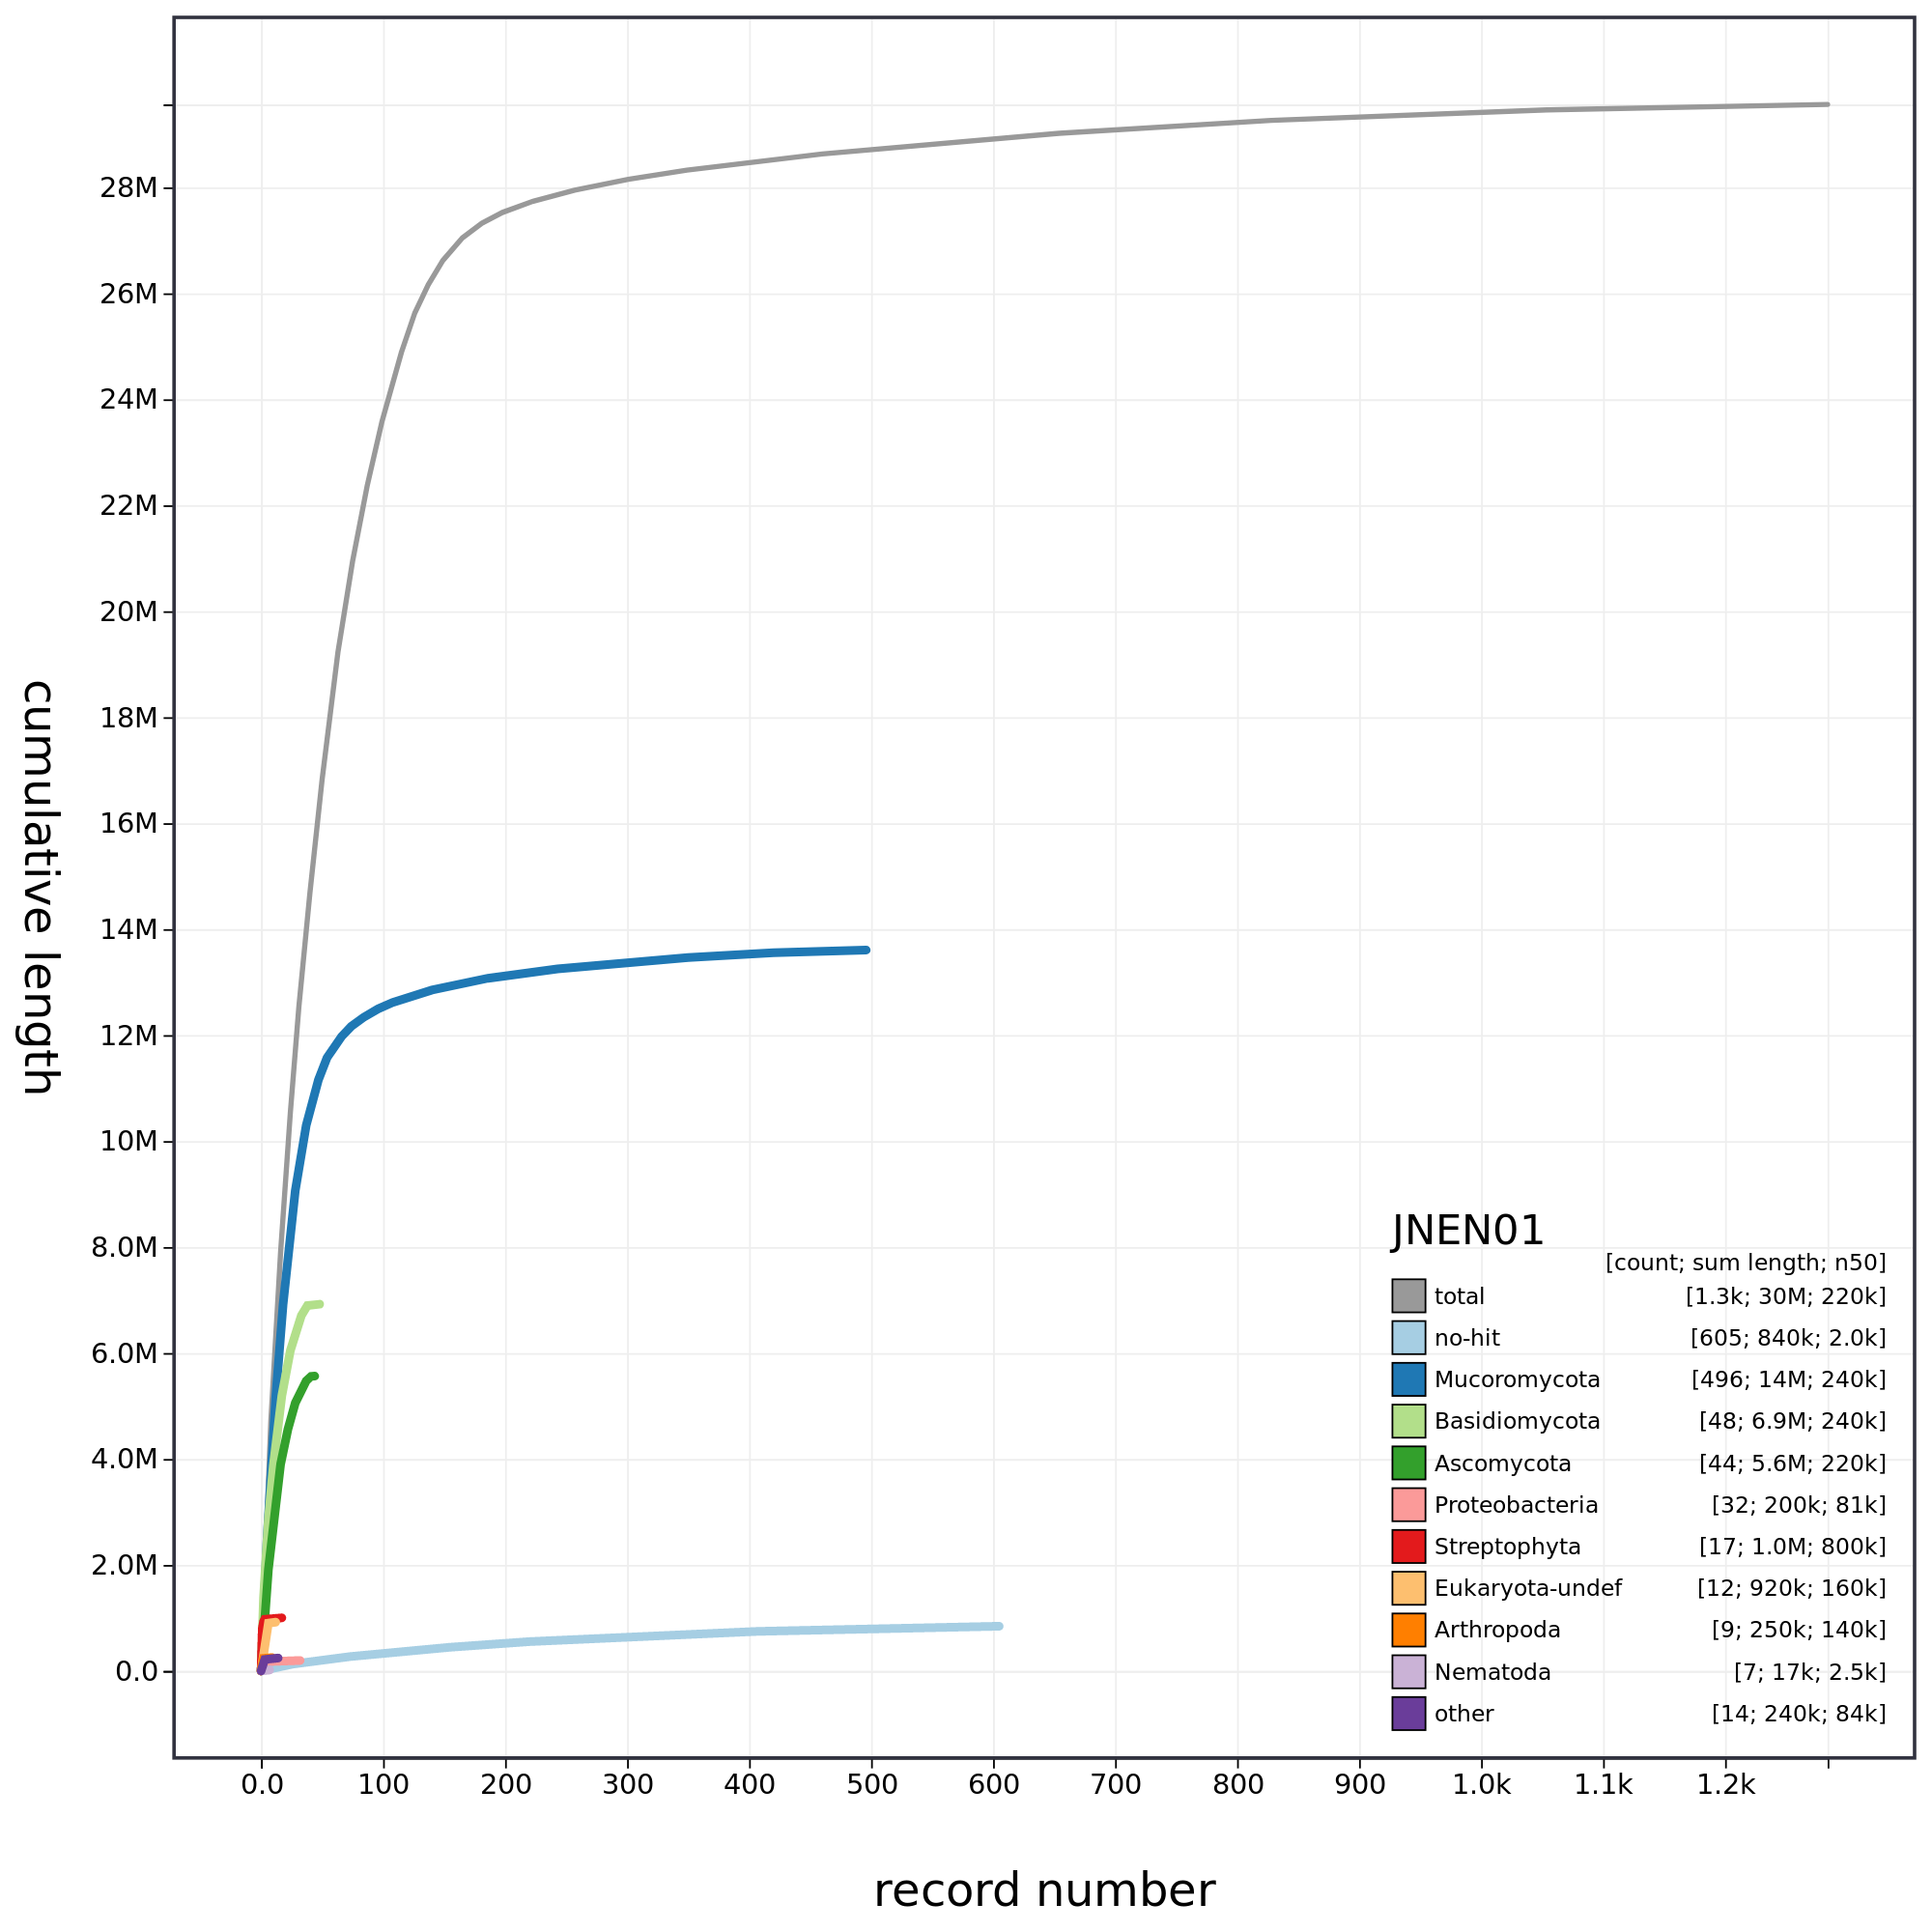 cumulative length
28M
26M
24M
22M
20M
18M
16M
14M
12M
10M
8.0M
6.0M
4.0M
2.0M
0.0
JNEN01
[count; sum length; n50]
total [1.3k; 30M; 220k]
no-hit [605; 840k; 2.0k]
Mucoromycota [496; 14M; 240k]
Basidiomycota [48; 6.9M; 240k]
Ascomycota [44; 5.6M; 220k]
Proteobacteria [32; 200k; 81k]
Streptophyta [17; 1.0M; 800k]
Eukaryota-undef [12; 920k; 160k]
Arthropoda [9; 250k; 140k]
Nematoda [7; 17k; 2.5k]
other [14; 240k; 84k]
0.0 100 200 300 400 500 600 700 800 900 1.0k 1.1k 1.2k
record number